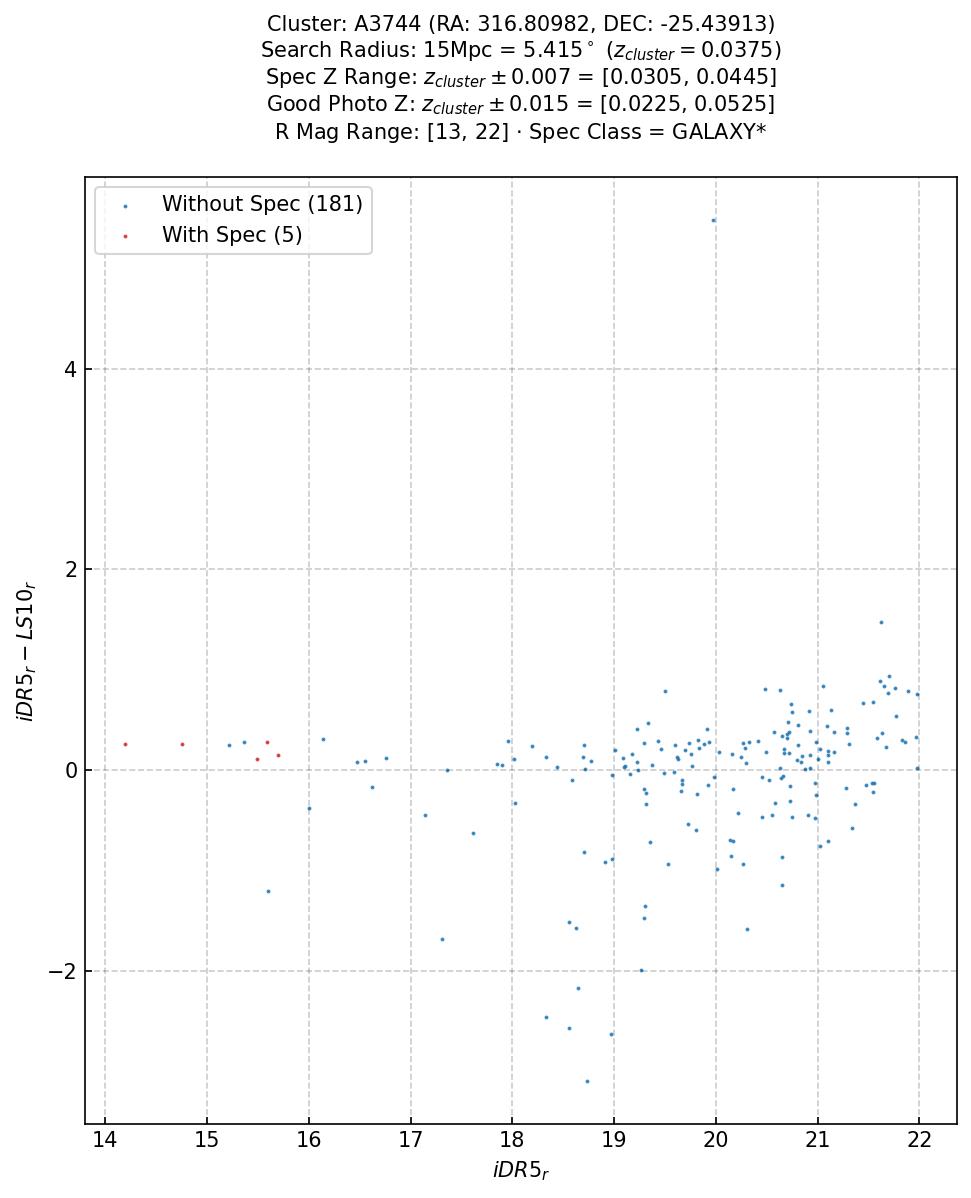 Cluster: A3744 (RA: 316.80982, DEC: -25.43913)
Search Radius: 15Mpc = 5.415° (z_cluster = 0.0375)
Spec Z Range: z_cluster ± 0.007 = [0.0305, 0.0445]
Good Photo Z: z_cluster ± 0.015 = [0.0225, 0.0525]
R Mag Range: [13, 22] · Spec Class = GALAXY*
Without Spec (181)
With Spec (5)
4
2
0
−2
iDR5_r − LS10_r
14 15 16 17 18 19 20 21 22
iDR5_r